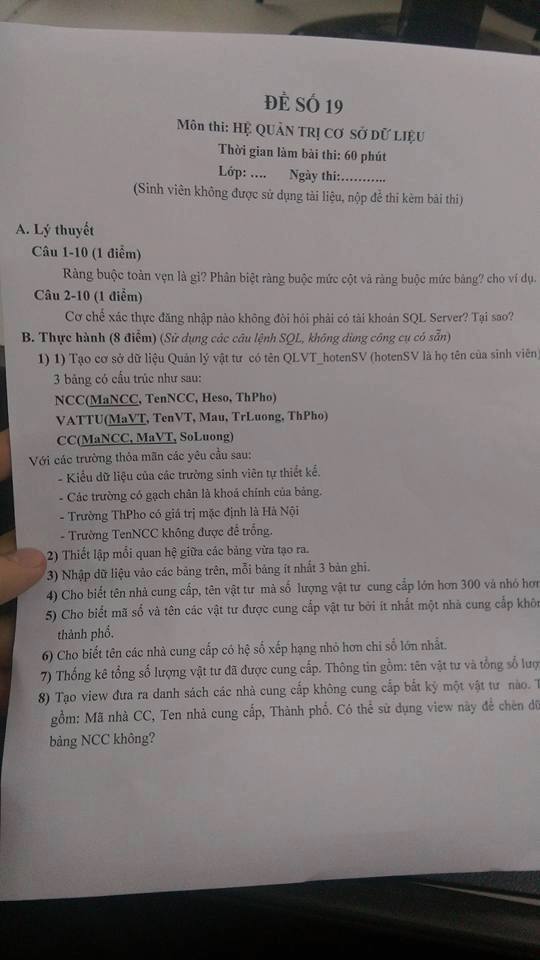 ĐỀ SỐ 19
Môn thi: HỆ QUẢN TRỊ CƠ SỞ DỮ LIỆU
Thời gian làm bài thi: 60 phút
Lớp: .... Ngày thi:...........
(Sinh viên không được sử dụng tài liệu, nộp đề thi kèm bài thi)
A. Lý thuyết
Câu 1-10 (1 điểm)
Ràng buộc toàn vẹn là gì? Phân biệt ràng buộc mức cột và ràng buộc mức bảng? cho ví dụ.
Câu 2-10 (1 điểm)
Cơ chế xác thực đăng nhập nào không đòi hỏi phải có tài khoản SQL Server? Tại sao?
B. Thực hành (8 điểm) (Sử dụng các câu lệnh SQL, không dùng công cụ có sẵn)
1) 1) Tạo cơ sở dữ liệu Quản lý vật tư có tên QLVT_hotenSV (hotenSV là họ tên của sinh viên)
3 bảng có cấu trúc như sau:
NCC(MaNCC, TenNCC, Heso, ThPho)
VATTU(MaVT, TenVT, Mau, TrLuong, ThPho)
CC(MaNCC, MaVT, SoLuong)
Với các trường thỏa mãn các yêu cầu sau:
- Kiểu dữ liệu của các trường sinh viên tự thiết kế.
- Các trường có gạch chân là khoá chính của bảng.
- Trường ThPho có giá trị mặc định là Hà Nội
- Trường TenNCC không được để trống.
2) Thiết lập mối quan hệ giữa các bảng vừa tạo ra.
3) Nhập dữ liệu vào các bảng trên, mỗi bảng ít nhất 3 bản ghi.
4) Cho biết tên nhà cung cấp, tên vật tư mà số lượng vật tư cung cấp lớn hơn 300 và nhỏ hơn
5) Cho biết mã số và tên các vật tư được cung cấp vật tư bởi ít nhất một nhà cung cấp khôn
thành phố.
6) Cho biết tên các nhà cung cấp có hệ số xếp hạng nhỏ hơn chỉ số lớn nhất.
7) Thống kê tổng số lượng vật tư đã được cung cấp. Thông tin gồm: tên vật tư và tổng số lượ
8) Tạo view đưa ra danh sách các nhà cung cấp không cung cấp bất kỳ một vật tư nào. T
gồm: Mã nhà CC, Ten nhà cung cấp, Thành phố. Có thể sử dụng view này để chèn dữ
bảng NCC không?